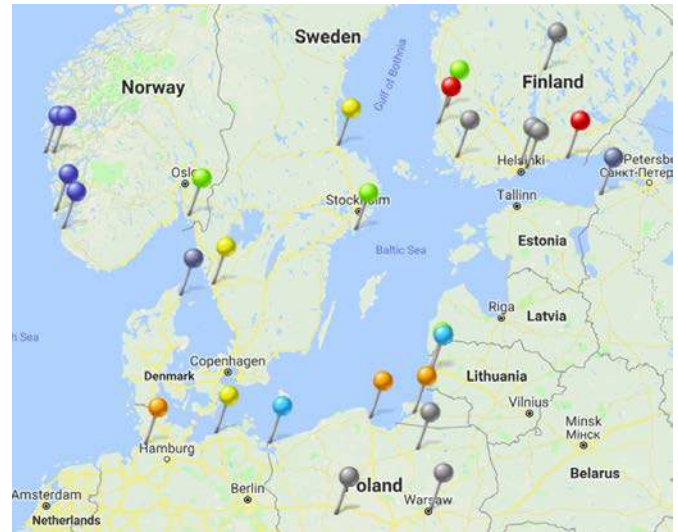 Sweden
Norway
Finland
Gulf of Bothnia
Oslo
Helsinki
Petersb
Санкт-Петер
Tallinn
Stockholm
Estonia
Baltic Sea
Riga
Latvia
h Sea
Copenhagen
Denmark
Lithuania
Vilnius
Minsk
Мінск
Hamburg
Berlin
Poland
Belarus
Amsterdam
Warsaw
Netherlands